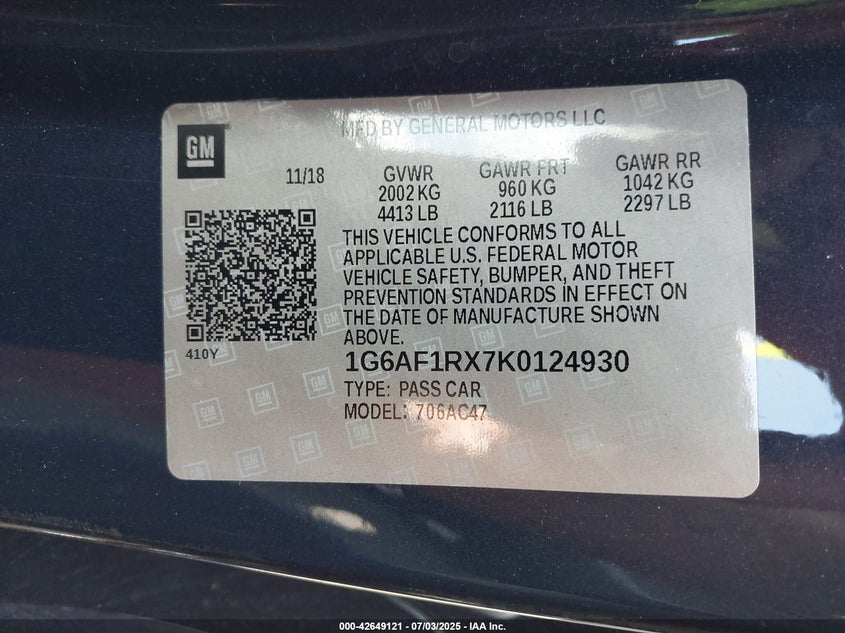 MFD BY GENERAL MOTORS LLC
GM
11/18
GVWR
2002 KG
4413 LB
GAWR FRT
960 KG
2116 LB
GAWR RR
1042 KG
2297 LB
THIS VEHICLE CONFORMS TO ALL
APPLICABLE U.S. FEDERAL MOTOR
VEHICLE SAFETY, BUMPER, AND THEFT
PREVENTION STANDARDS IN EFFECT ON
THE DATE OF MANUFACTURE SHOWN
ABOVE.
410Y
1G6AF1RX7K0124930
TYPE: PASS CAR
MODEL: 706AC47
000-42649121 - 07/03/2025 - IAA Inc.